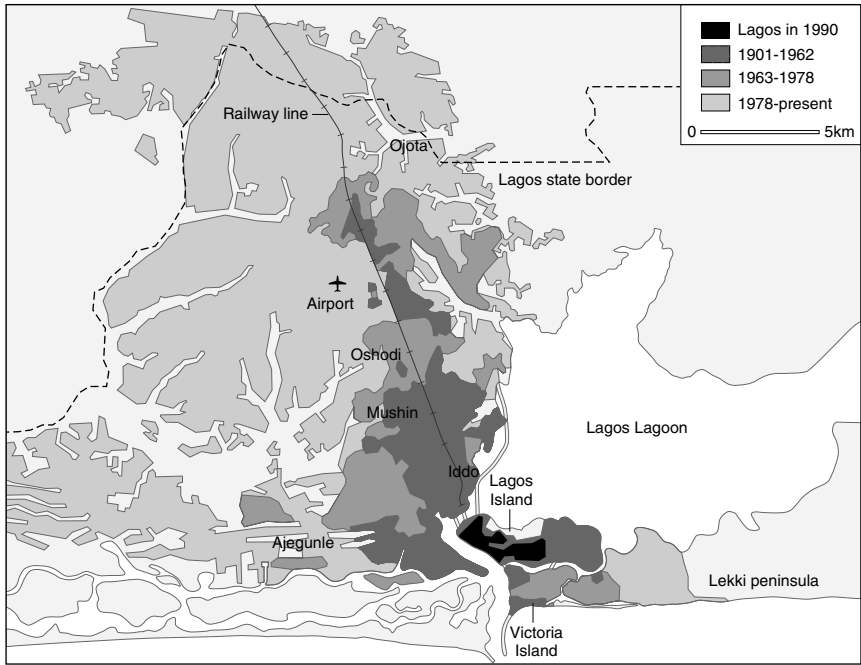 Lagos in 1990
1901-1962
1963-1978
1978-present
0 5km
Railway line
Ojota
Lagos state border
Airport
Oshodi
Mushin
Lagos Lagoon
Iddo
Lagos
Island
Ajegunle
Lekki peninsula
Victoria
Island